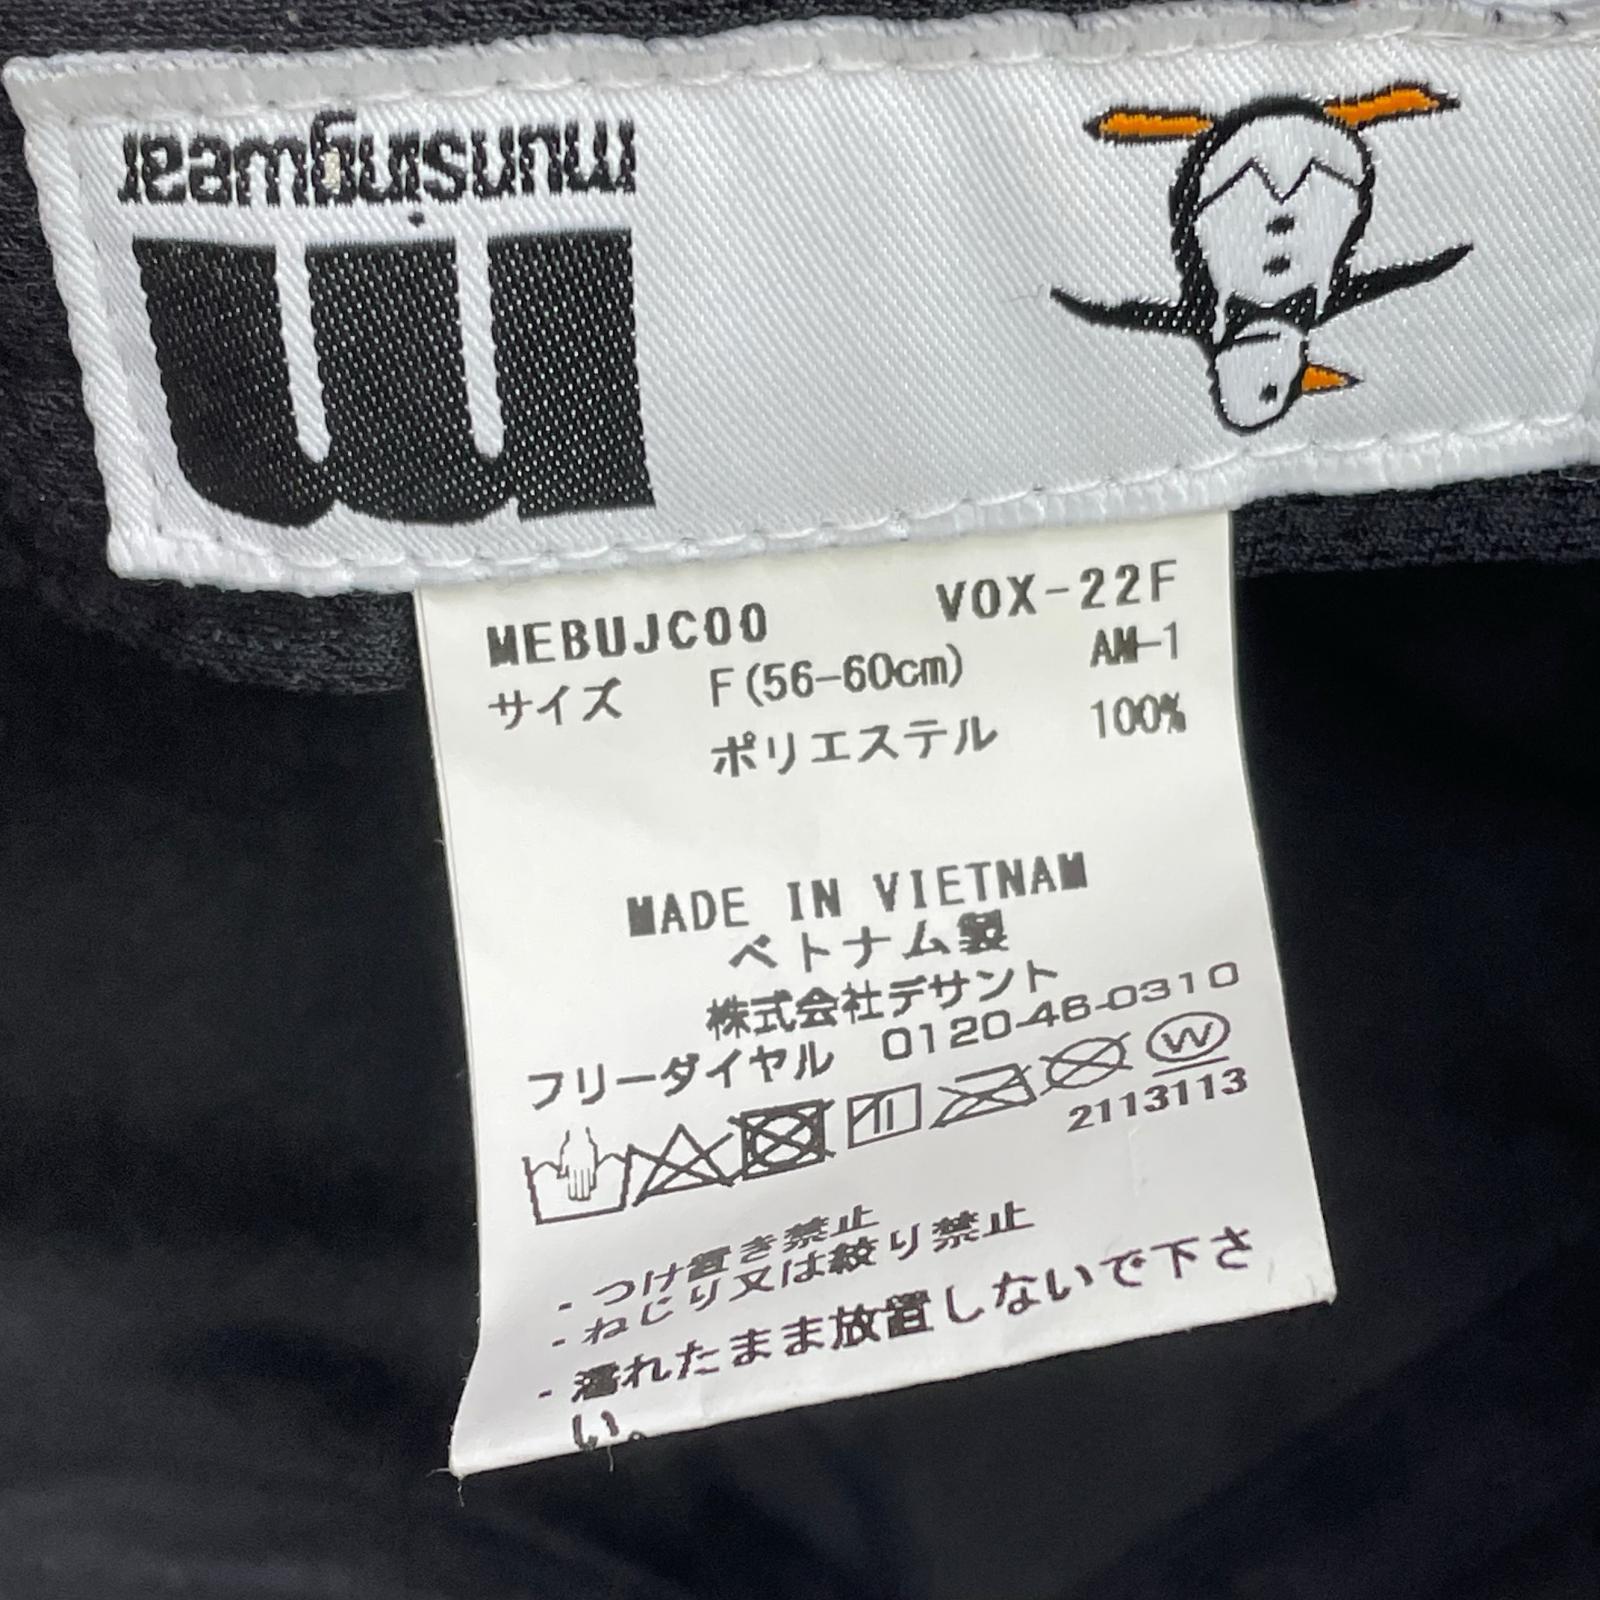 munsingwear
MEBUJC00 VOX-22F
サイズ F(56-60cm) AM-1
ポリエステル 100%
MADE IN VIETNAM
ベトナム製
株式会社デサント
フリーダイヤル 0120-46-0310
W
2113113
- つけ置き禁止
- ねじり又は絞り禁止
- 濡れたまま放置しないで下さ
い。